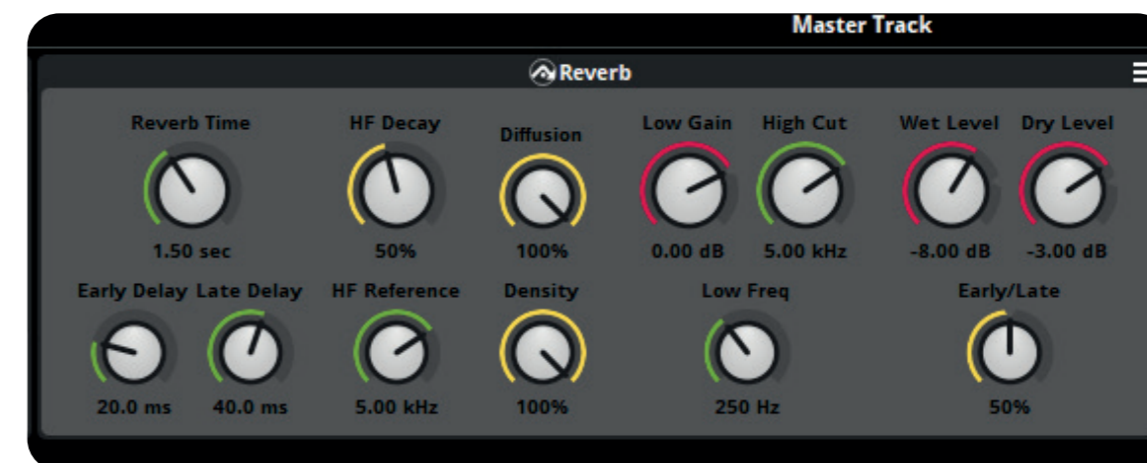 Master Track
Reverb
Reverb Time HF Decay Diffusion Low Gain High Cut Wet Level Dry Level
1.50 sec 50% 100% 0.00 dB 5.00 kHz -8.00 dB -3.00 dB
Early Delay Late Delay HF Reference Density Low Freq Early/Late
20.0 ms 40.0 ms 5.00 kHz 100% 250 Hz 50%